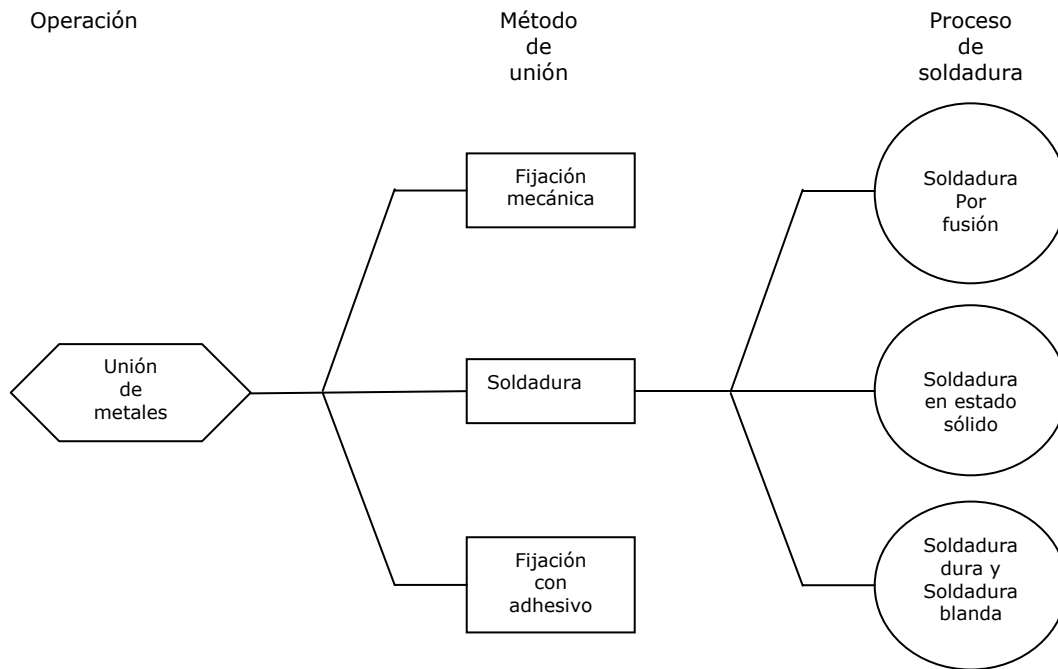 Operación
Método
de
unión
Proceso
de
soldadura
Unión
de
metales
Fijación
mecánica
Soldadura
Fijación
con
adhesivo
Soldadura
Por
fusión
Soldadura
en estado
sólido
Soldadura
dura y
Soldadura
blanda